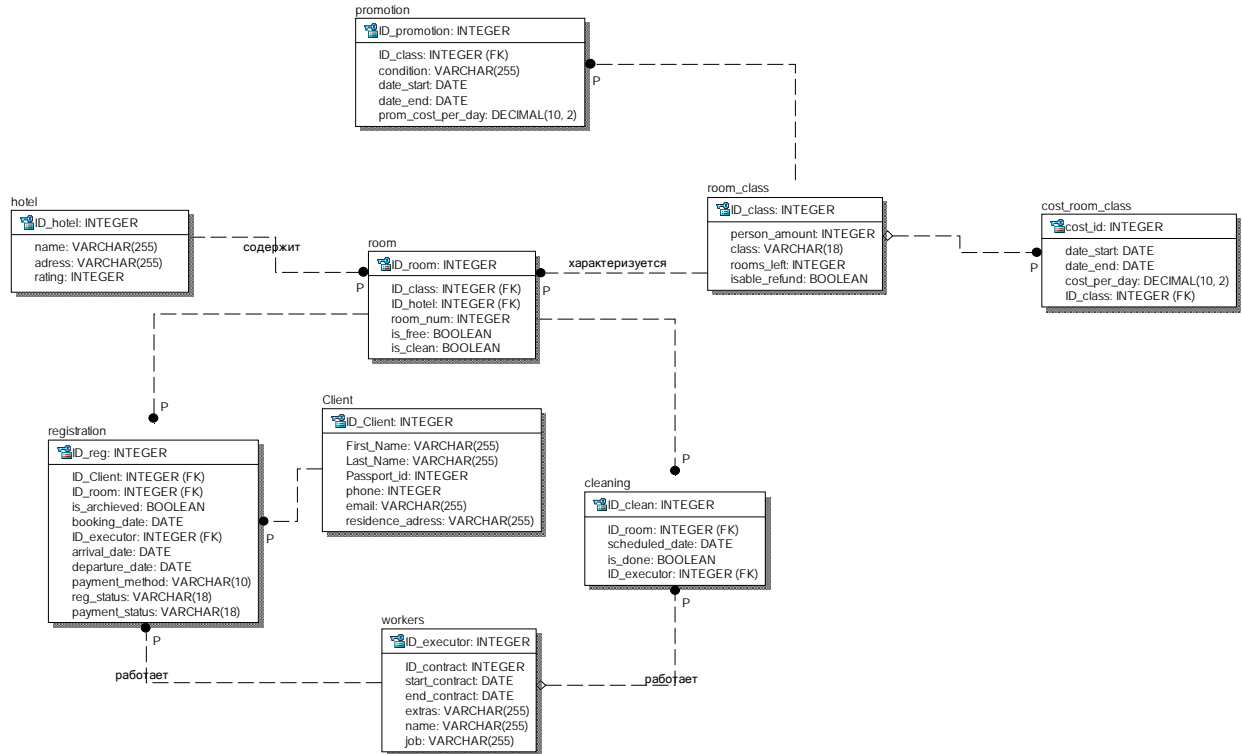 promotion
ID_promotion: INTEGER
ID_class: INTEGER (FK)
condition: VARCHAR(255)
date_start: DATE
date_end: DATE
prom_cost_per_day: DECIMAL(10, 2)
P
hotel
ID_hotel: INTEGER
name: VARCHAR(255)
adress: VARCHAR(255)
rating: INTEGER
содержит
P
room
ID_room: INTEGER
ID_class: INTEGER (FK)
ID_hotel: INTEGER (FK)
room_num: INTEGER
is_free: BOOLEAN
is_clean: BOOLEAN
характеризуется
P
room_class
ID_class: INTEGER
person_amount: INTEGER
class: VARCHAR(18)
rooms_left: INTEGER
isable_refund: BOOLEAN
cost_room_class
cost_id: INTEGER
date_start: DATE
date_end: DATE
cost_per_day: DECIMAL(10, 2)
ID_class: INTEGER (FK)
P
P
registration
ID_reg: INTEGER
ID_Client: INTEGER (FK)
ID_room: INTEGER (FK)
is_archieved: BOOLEAN
booking_date: DATE
ID_executor: INTEGER (FK)
arrival_date: DATE
departure_date: DATE
payment_method: VARCHAR(10)
reg_status: VARCHAR(18)
payment_status: VARCHAR(18)
P
Client
ID_Client: INTEGER
First_Name: VARCHAR(255)
Last_Name: VARCHAR(255)
Passport_id: INTEGER
phone: INTEGER
email: VARCHAR(255)
residence_adress: VARCHAR(255)
P
cleaning
ID_clean: INTEGER
ID_room: INTEGER (FK)
scheduled_date: DATE
is_done: BOOLEAN
ID_executor: INTEGER (FK)
P
P
работает
workers
ID_executor: INTEGER
ID_contract: INTEGER
start_contract: DATE
end_contract: DATE
extras: VARCHAR(255)
name: VARCHAR(255)
job: VARCHAR(255)
работает